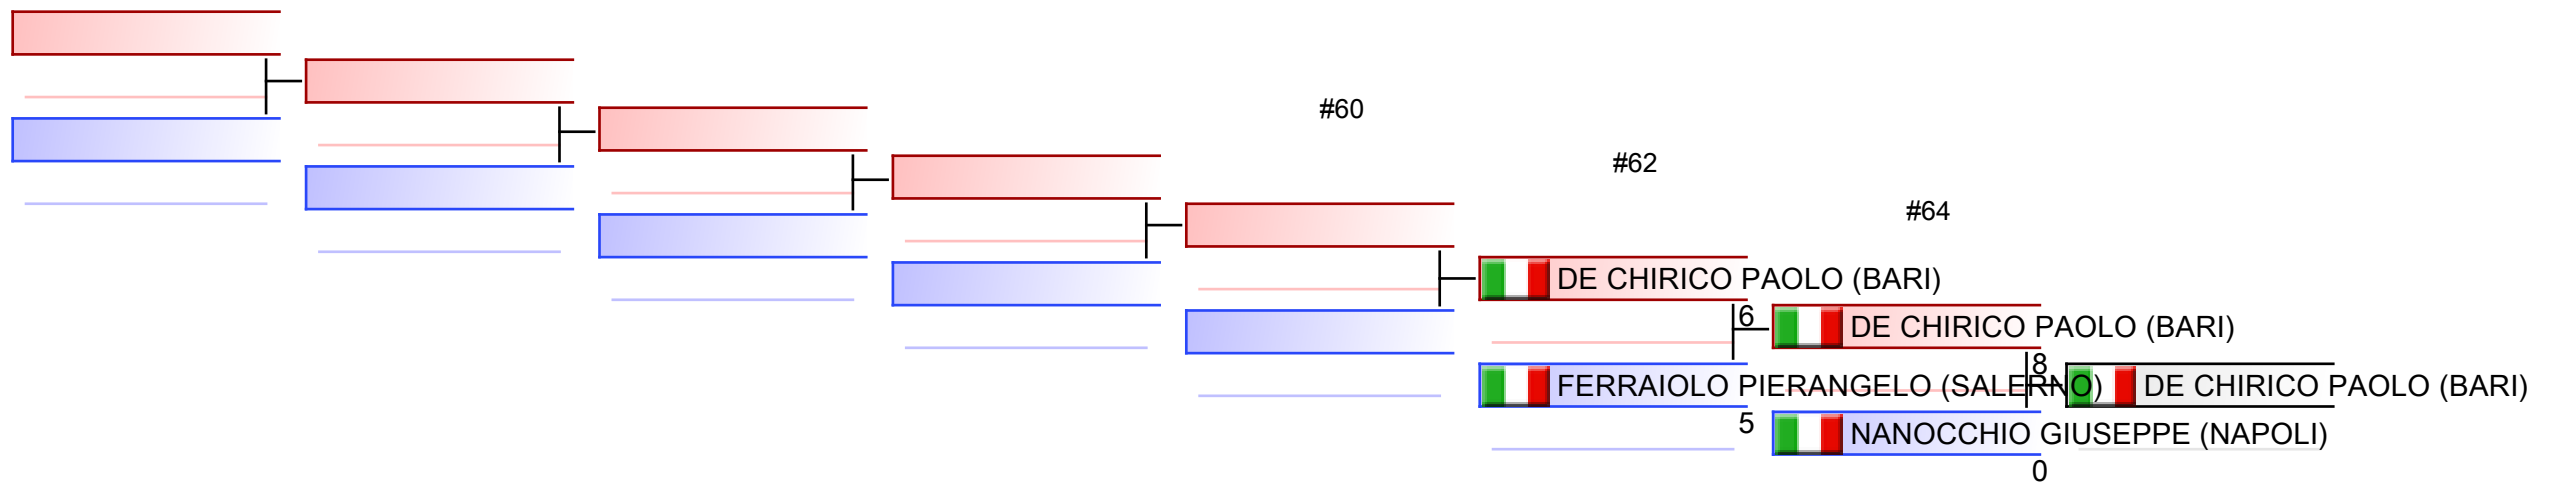 #60
#62
#64
DE CHIRICO PAOLO (BARI)
6
DE CHIRICO PAOLO (BARI)
8
FERRAIOLO PIERANGELO (SALERNO)
DE CHIRICO PAOLO (BARI)
5
NANOCCHIO GIUSEPPE (NAPOLI)
0